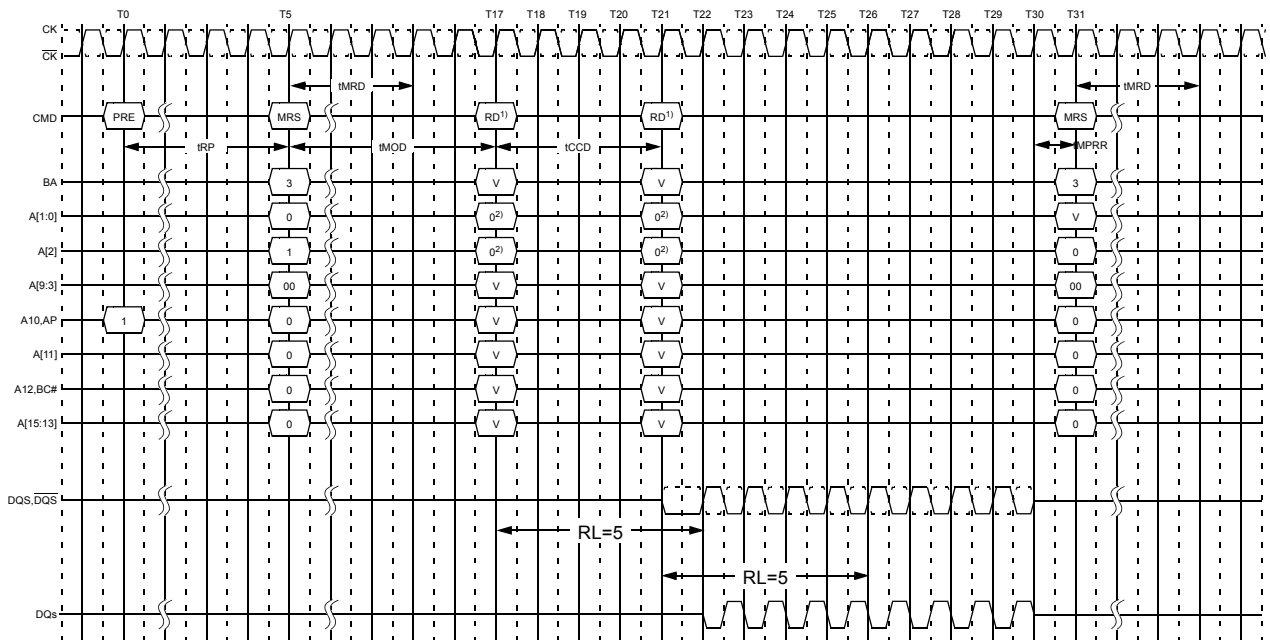 T0 T5 T17 T18 T19 T20 T21 T22 T23 T24 T25 T26 T27 T28 T29 T30 T31
CK
CK
tMRD tMRD
CMD PRE MRS RD1) RD1) MRS
tRP tMOD tCCD tMPRR
BA 3 V V 3
A[1:0] 0 02) 02) V
A[2] 1 02) 02) 0
A[9:3] 00 V V 00
A10,AP 1 0 V V 0
A[11] 0 V V 0
A12,BC# 0 V V 0
A[15:13] 0 V V 0
DQS,DQS
RL=5
RL=5
DQs